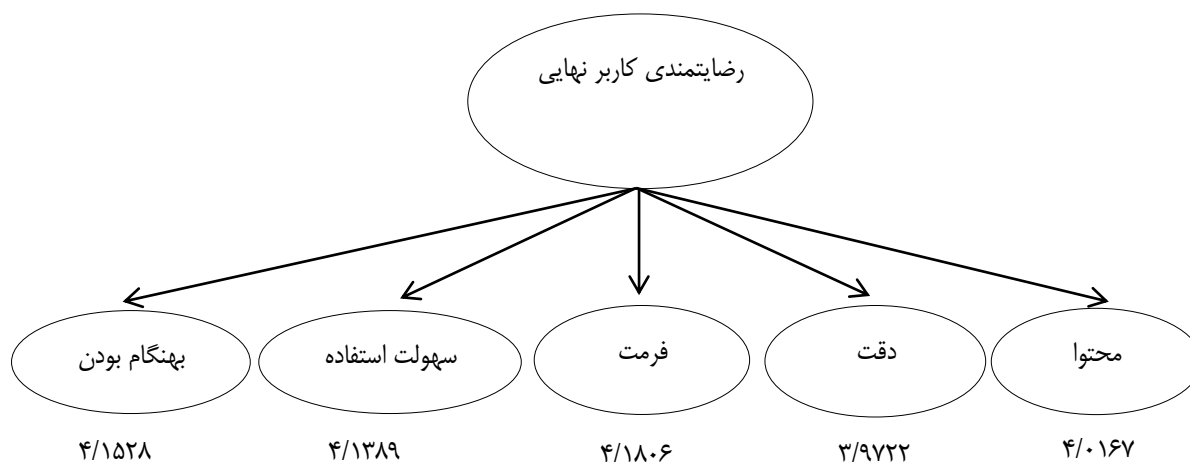 رضایتمندی کاربر نهایی
محتوا
دقت
فرمت
سهولت استفاده
بهنگام بودن
۴/۰۱۶۷
۳/۹۷۲۲
۴/۱۸۰۶
۴/۱۳۸۹
۴/۱۵۲۸